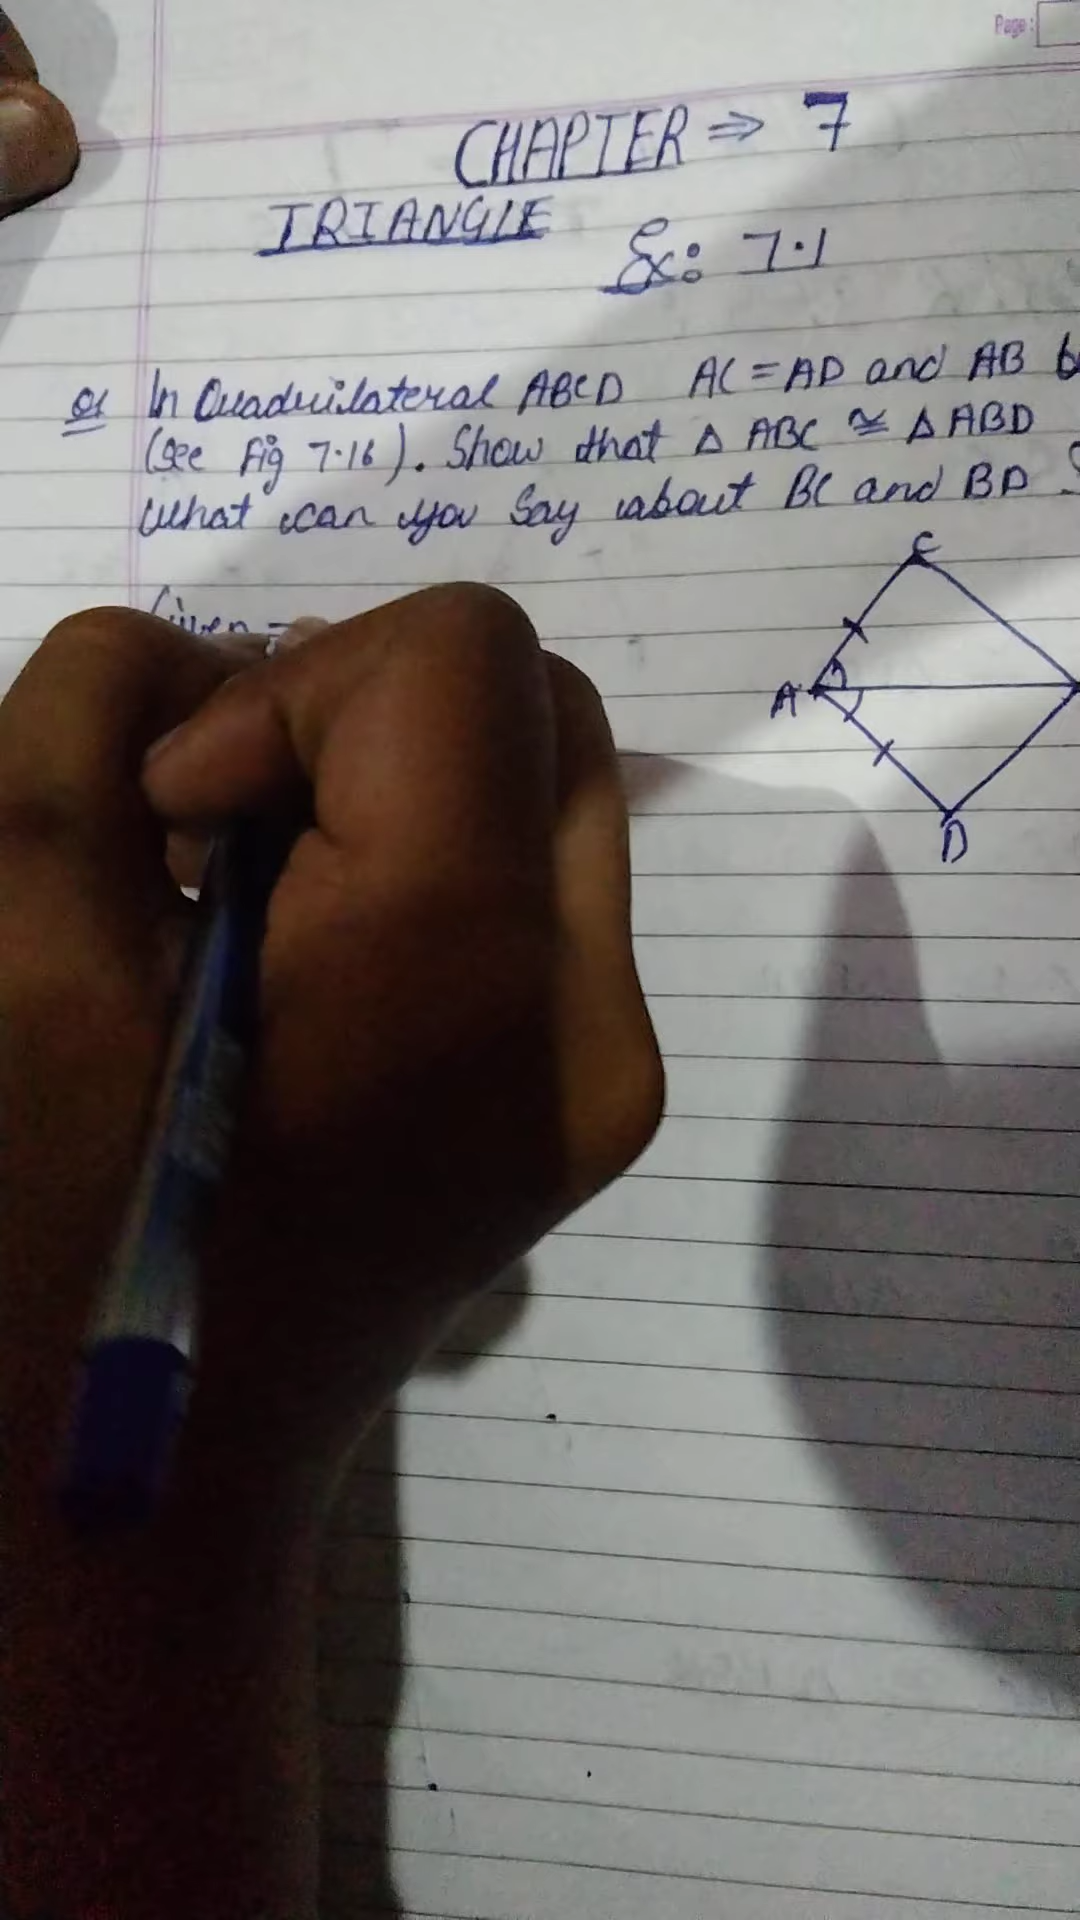 Page:
CHAPTER ⇒ 7
TRIANGLE
Ex: 7.1
Q1 In Quadrilateral ABCD AC = AD and AB
(See Fig 7.16). Show that Δ ABC ≅ Δ ABD
What can you Say about BC and BD
C
Given =
A
D